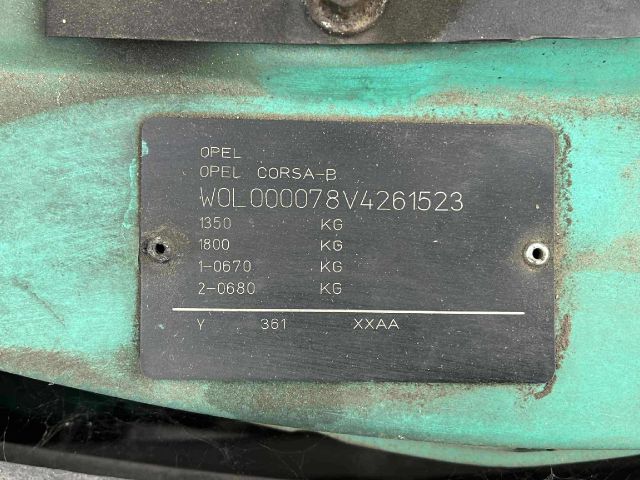 OPEL
OPEL CORSA-B
W0L000078V4261523
1350 KG
1800 KG
1-0670 KG
2-0680 KG
Y 361 XXAA